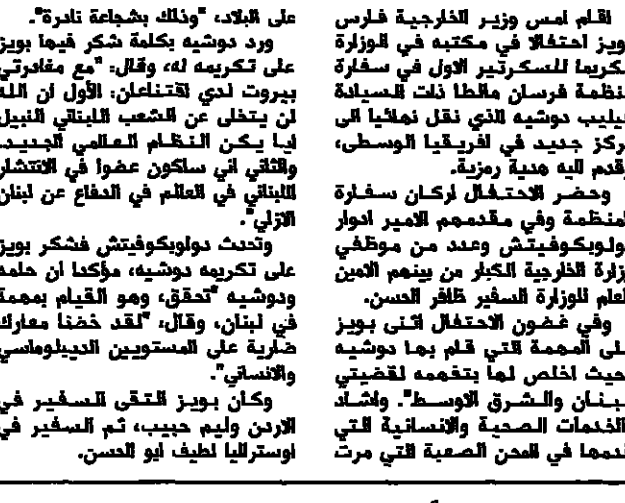 اقام امس وزير الخارجية فارس
بويز احتفالا في مكتبه في الوزارة
تكريما للسكرتير الاول في سفارة
منظمة فرسان مالطا ذات السيادة
فيليب دوشيه الذي نقل نهائيا الى
مركز جديد في افريقيا الوسطى،
وقدم اليه هدية رمزية.
وحضر الاحتفال اركان سفارة
المنظمة وفي مقدمهم الامير ادوار
دولوبكوفيتش وعدد من موظفي
وزارة الخارجية الكبار من بينهم الامين
العام للوزارة السفير ظافر الحسن.
وفي غضون الاحتفال اثنى بويز
على المهمة التي قام بها دوشيه
بحيث اخلص لها بتفهمه لقضيتي
لبنان والشرق الاوسط". واشاد
بالخدمات الصحية والانسانية التي
قدمها في المحن الصعبة التي مرت
على البلاد، "وذلك بشجاعة نادرة".
ورد دوشيه بكلمة شكر فيها بويز
على تكريمه له، وقال: "مع مغادرتي
بيروت لدي اقتناعان: الأول ان الله
لن يتخلى عن الشعب اللبناني النبيل
ايا يكن النظام العالمي الجديد.
والثاني اني ساكون عضوا في الانتشار
اللبناني في العالم في الدفاع عن لبنان
الازلي".
وتحدث دولوبكوفيتش فشكر بويز
على تكريمه دوشيه، مؤكدا ان حلمه
ودوشيه "تحقق، وهو القيام بمهمة
في لبنان، وقال: "لقد خضنا معارك
ضارية على المستويين الديبلوماسي
والانساني".
وكان بويز التقى السفير في
الاردن وليم حبيب، ثم السفير في
اوستراليا لطيف ابو الحسن.